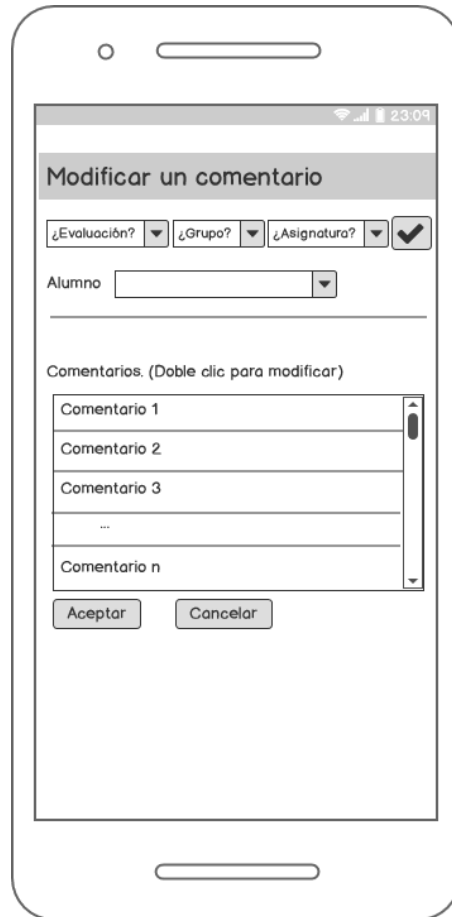 23:09
Modificar un comentario
¿Evaluación? ¿Grupo? ¿Asignatura?
Alumno
Comentarios. (Doble clic para modificar)
Comentario 1
Comentario 2
Comentario 3
...
Comentario n
Aceptar Cancelar